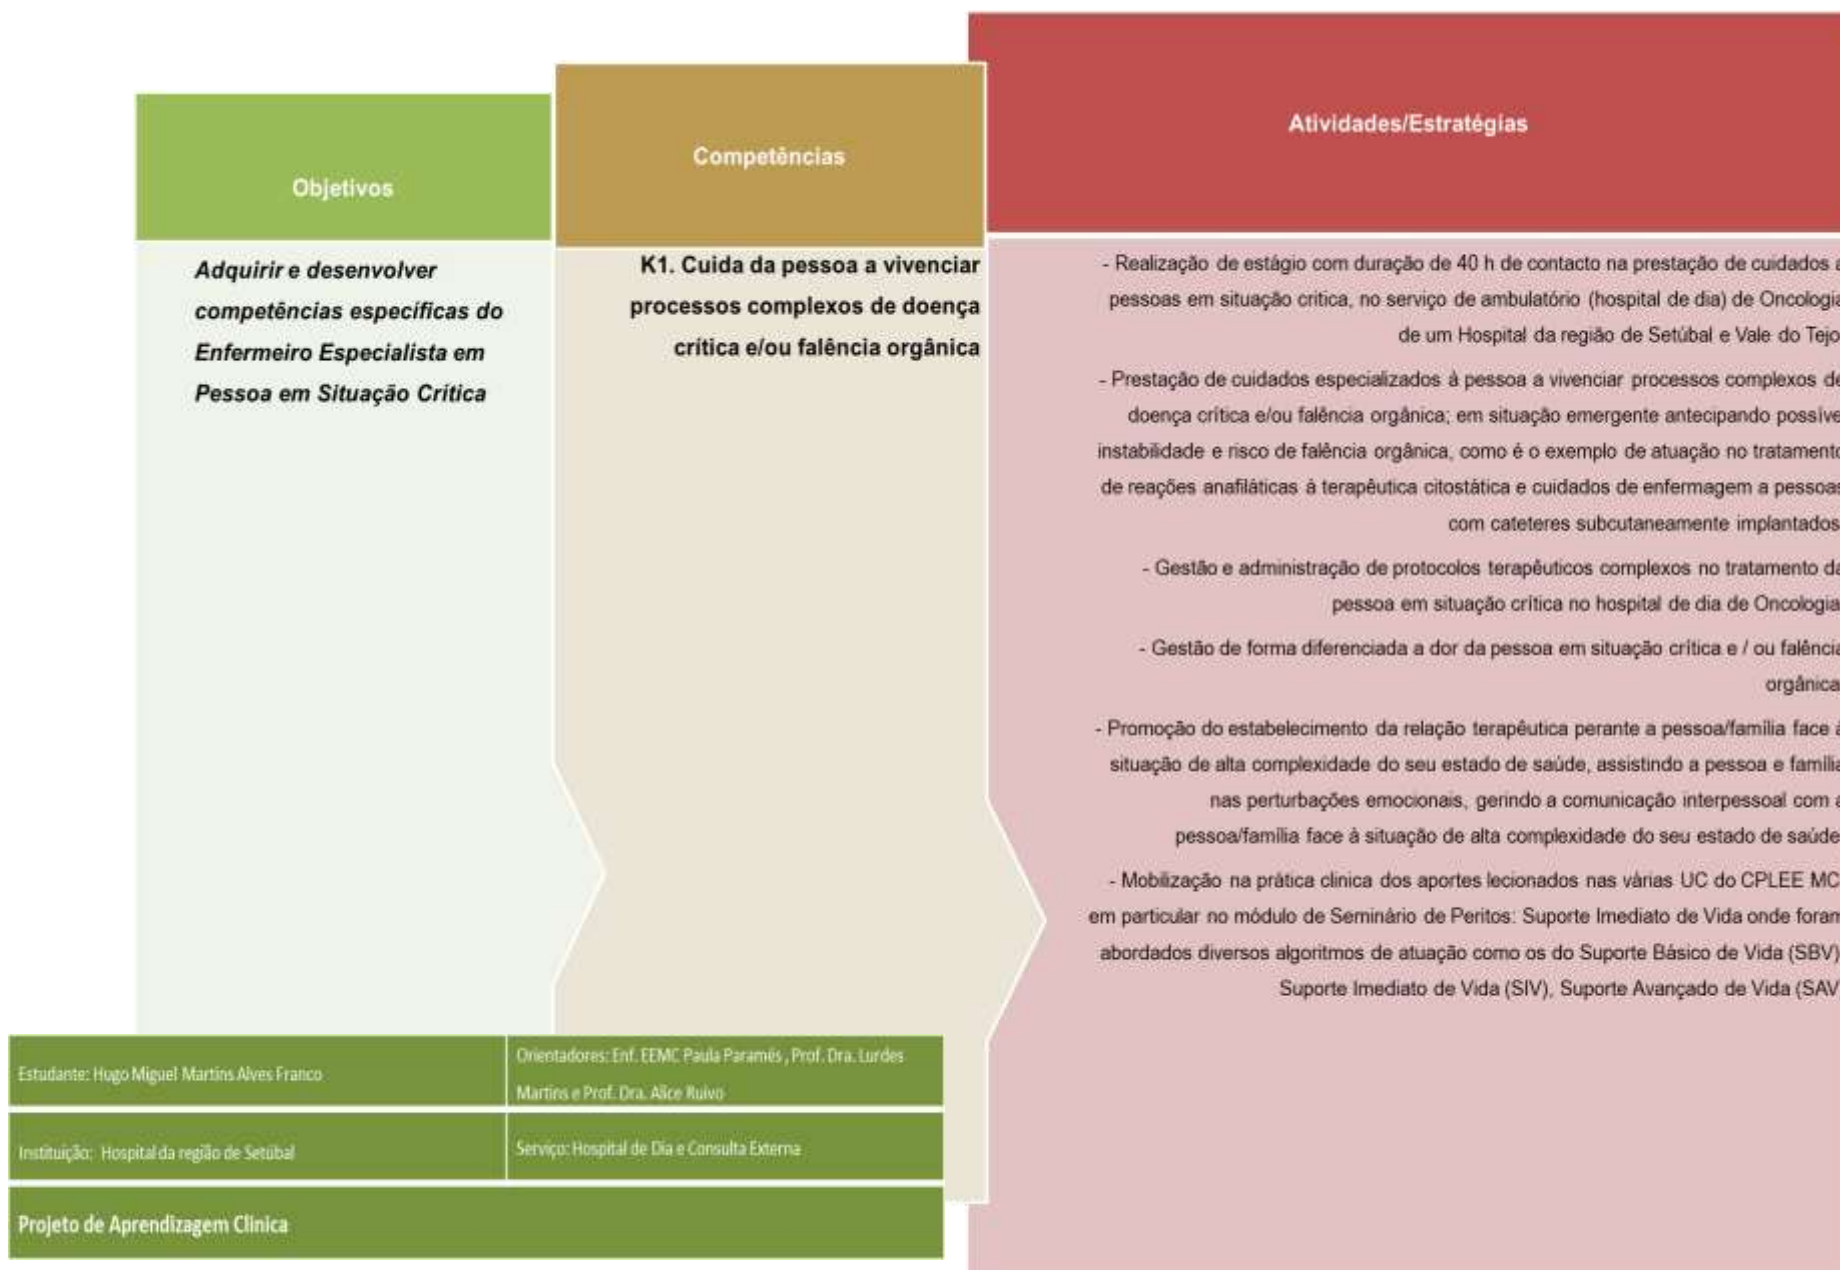 Objetivos
Adquirir e desenvolver
competências específicas do
Enfermeiro Especialista em
Pessoa em Situação Crítica
Competências
K1. Cuida da pessoa a vivenciar
processos complexos de doença
crítica e/ou falência orgânica
Atividades/Estratégias
- Realização de estágio com duração de 40 h de contacto na prestação de cuidados a
pessoas em situação crítica, no serviço de ambulatório (hospital de dia) de Oncologia
de um Hospital da região de Setúbal e Vale do Tejo
- Prestação de cuidados especializados à pessoa a vivenciar processos complexos de
doença crítica e/ou falência orgânica; em situação emergente antecipando possíve
instabilidade e risco de falência orgânica, como é o exemplo de atuação no tratamento
de reações anafiláticas à terapêutica citostática e cuidados de enfermagem a pessoas
com cateteres subcutaneamente implantados
- Gestão e administração de protocolos terapêuticos complexos no tratamento da
pessoa em situação crítica no hospital de dia de Oncologia
- Gestão de forma diferenciada a dor da pessoa em situação crítica e / ou falência
orgânica
- Promoção do estabelecimento da relação terapêutica perante a pessoa/família face à
situação de alta complexidade do seu estado de saúde, assistindo a pessoa e família
nas perturbações emocionais, gerindo a comunicação interpessoal com a
pessoa/família face à situação de alta complexidade do seu estado de saúde
- Mobilização na prática clinica dos aportes lecionados nas várias UC do CPLEE MC
em particular no módulo de Seminário de Peritos: Suporte Imediato de Vida onde foram
abordados diversos algoritmos de atuação como os do Suporte Básico de Vida (SBV)
Suporte Imediato de Vida (SIV), Suporte Avançado de Vida (SAV
Estudante: Hugo Miguel Martins Alves Franco
Orientadores: Enf. EEMC Paula Paramés , Prof. Dra. Lurdes
Martins e Prof. Dra. Alice Ruivo
Instituição: Hospital da região de Setúbal
Serviço: Hospital de Dia e Consulta Externa
Projeto de Aprendizagem Clinica